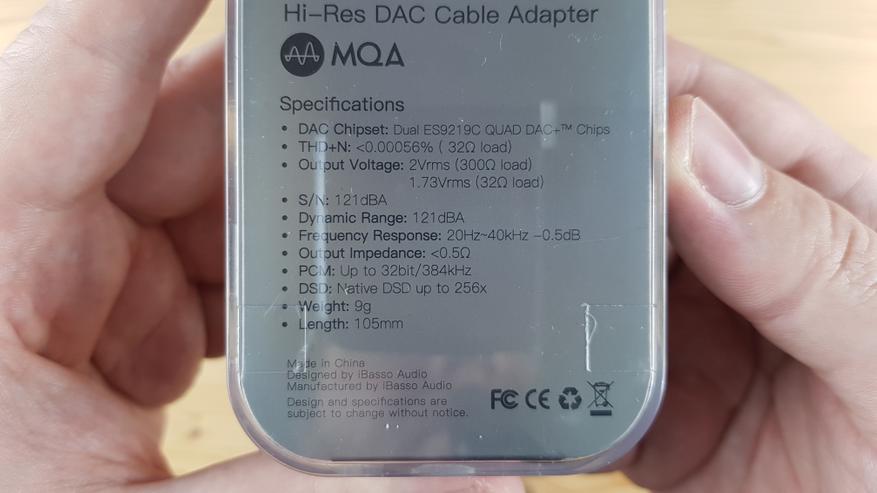 Hi-Res DAC Cable Adapter
MQA
Specifications
• DAC Chipset: Dual ES9219C QUAD DAC+™ Chips
• THD+N: <0.00056% ( 32Ω load)
• Output Voltage: 2Vrms (300Ω load)
1.73Vrms (32Ω load)
• S/N: 121dBA
• Dynamic Range: 121dBA
• Frequency Response: 20Hz~40kHz -0.5dB
• Output Impedance: <0.5Ω
• PCM: Up to 32bit/384kHz
• DSD: Native DSD up to 256x
• Weight: 9g
• Length: 105mm
Made in China
Designed by iBasso Audio
Manufactured by iBasso Audio
Design and specifications are
subject to change without notice.
FC CE